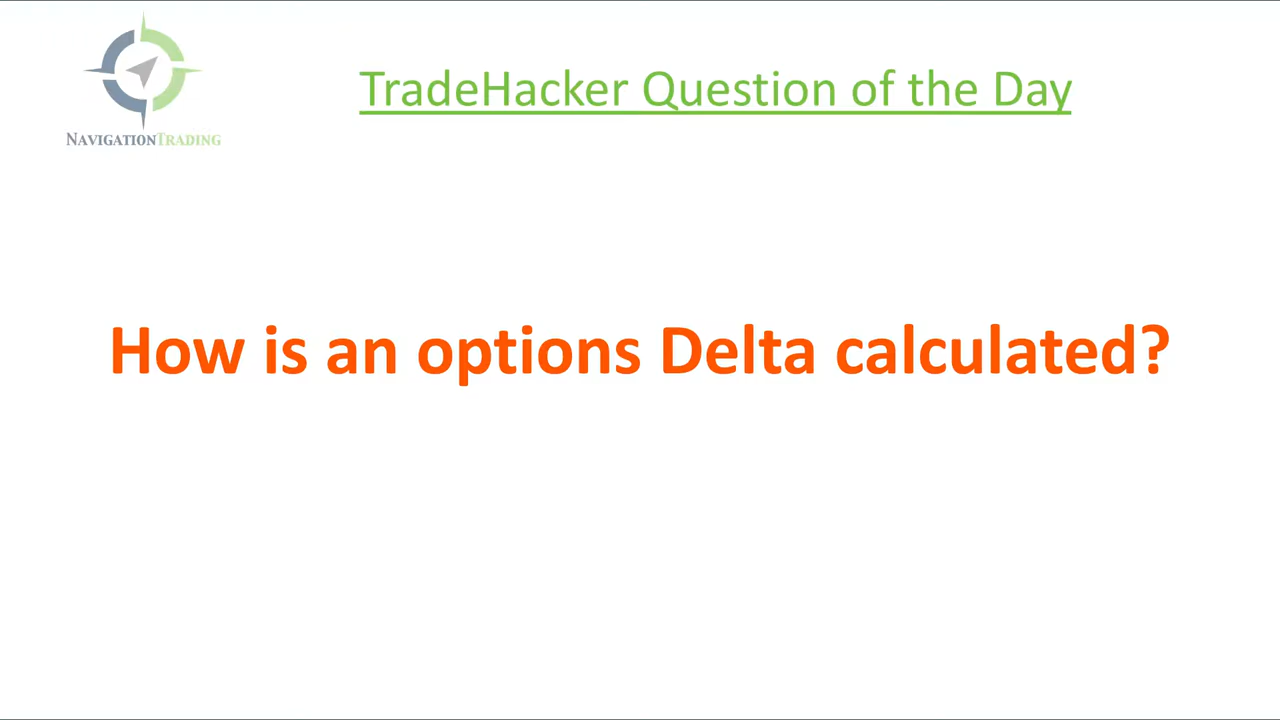 TradeHacker Question of the Day
NAVIGATIONTRADING
How is an options Delta calculated?